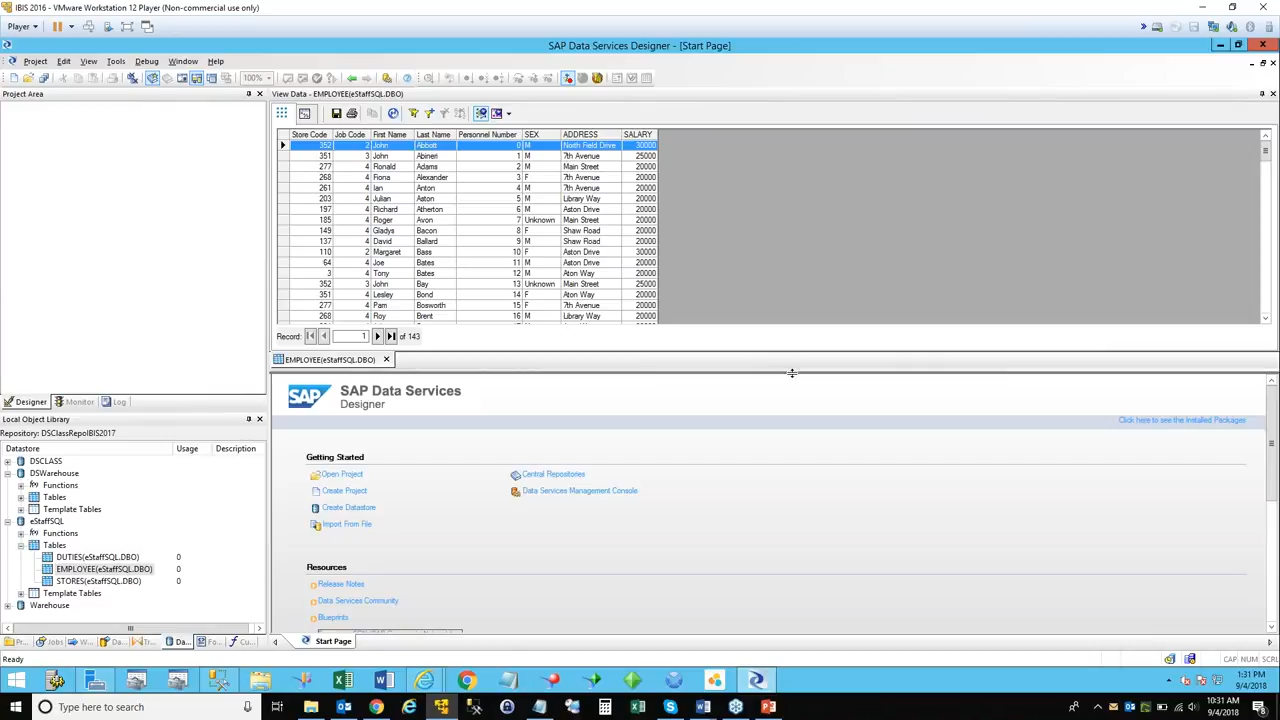 IBIS 2016 - VMware Workstation 12 Player (Non-commercial use only)
Player
SAP Data Services Designer - [Start Page]
Project Edit View Tools Debug Window Help
100%
Project Area
View Data - EMPLOYEE(eStaffSQL.DBO)
Store Code Job Code First Name Last Name Personnel Number SEX ADDRESS SALARY
352 2 John Abbott 0 M North Field Drive 30000
351 3 John Abineri 1 M 7th Avenue 25000
277 4 Ronald Adams 2 M Main Street 20000
268 4 Fiona Alexander 3 F 7th Avenue 20000
261 4 Ian Anton 4 M 7th Avenue 20000
203 4 Julian Aston 5 M Library Way 20000
197 4 Richard Atherton 6 M Aston Drive 20000
185 4 Roger Avon 7 Unknown Main Street 20000
149 4 Gladys Bacon 8 F Shaw Road 20000
137 4 David Ballard 9 M Shaw Road 20000
110 2 Margaret Bass 10 F Aston Drive 30000
64 4 Joe Bates 11 M Aston Drive 20000
3 4 Tony Bates 12 M Aton Way 20000
352 3 John Bay 13 Unknown Main Street 25000
351 4 Lesley Bond 14 F Aton Way 20000
277 4 Pam Bosworth 15 F 7th Avenue 20000
268 4 Roy Brent 16 M Library Way 20000
Record: 1 of 143
EMPLOYEE(eStaffSQL.DBO)
SAP
SAP Data Services
Designer
Click here to see the Installed Packages
Getting Started
Open Project
Create Project
Create Datastore
Import From File
Central Repositories
Data Services Management Console
Resources
Release Notes
Data Services Community
Blueprints
Designer Monitor Log
Local Object Library
Repository: DSClassRepoIBIS2017
Datastore Usage Description
DSCLASS
DSWarehouse
f(x) Functions
Tables
Template Tables
eStaffSQL
f(x) Functions
Tables
DUTIES(eStaffSQL.DBO) 0
EMPLOYEE(eStaffSQL.DBO) 0
STORES(eStaffSQL.DBO) 0
Template Tables
Warehouse
Pr... Jobs W... Da... Tr... Da... Fo... Cu...
Start Page
Ready
CAP NUM SCRL
1:31 PM
9/4/2018
Type here to search
10:31 AM
9/4/2018